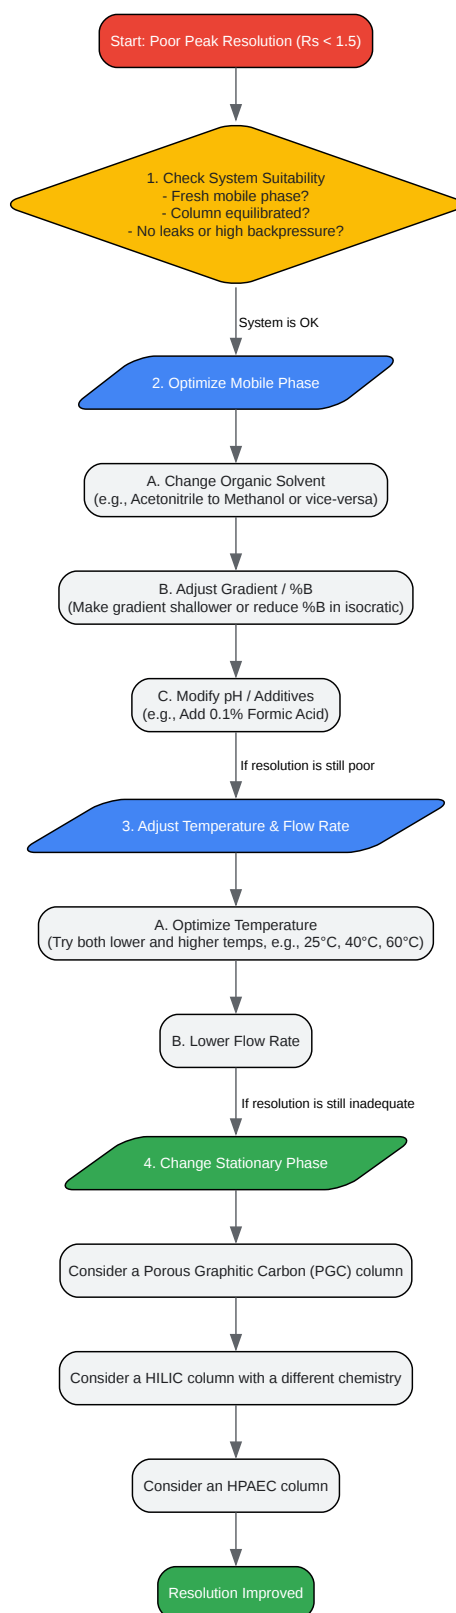 Start: Poor Peak Resolution (Rs < 1.5)
1. Check System Suitability
- Fresh mobile phase?
- Column equilibrated?
- No leaks or high backpressure?
System is OK
2. Optimize Mobile Phase
A. Change Organic Solvent
(e.g., Acetonitrile to Methanol or vice-versa)
B. Adjust Gradient / %B
(Make gradient shallower or reduce %B in isocratic)
C. Modify pH / Additives
(e.g., Add 0.1% Formic Acid)
If resolution is still poor
3. Adjust Temperature & Flow Rate
A. Optimize Temperature
(Try both lower and higher temps, e.g., 25°C, 40°C, 60°C)
B. Lower Flow Rate
If resolution is still inadequate
4. Change Stationary Phase
Consider a Porous Graphitic Carbon (PGC) column
Consider a HILIC column with a different chemistry
Consider an HPAEC column
Resolution Improved